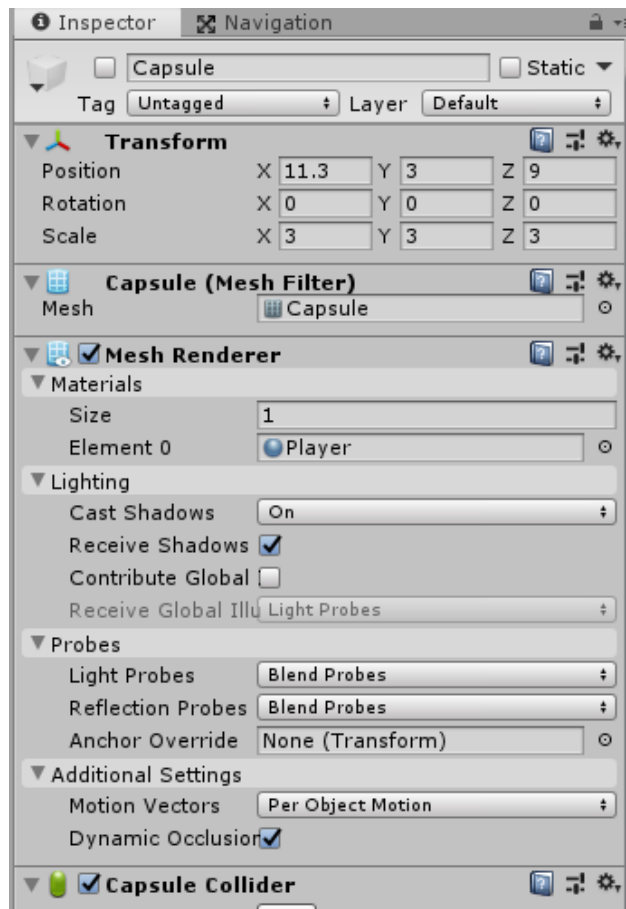 Inspector Navigation
Capsule Static
Tag Untagged Layer Default
Transform
Position X 11.3 Y 3 Z 9
Rotation X 0 Y 0 Z 0
Scale X 3 Y 3 Z 3
Capsule (Mesh Filter)
Mesh Capsule
Mesh Renderer
Materials
Size 1
Element 0 Player
Lighting
Cast Shadows On
Receive Shadows
Contribute Global
Receive Global Illu Light Probes
Probes
Light Probes Blend Probes
Reflection Probes Blend Probes
Anchor Override None (Transform)
Additional Settings
Motion Vectors Per Object Motion
Dynamic Occlusion
Capsule Collider